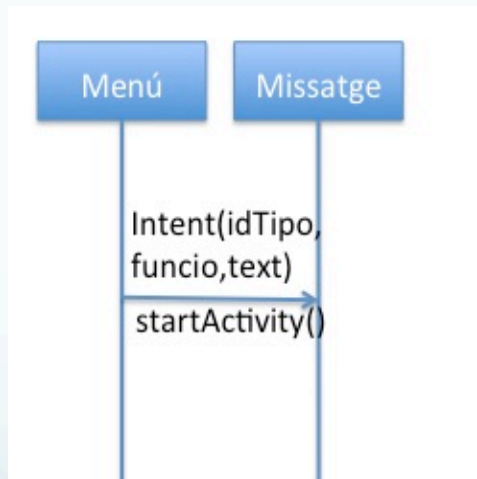 Menú
Missatge
Intent(idTipo,
funcio,text)
startActivity()